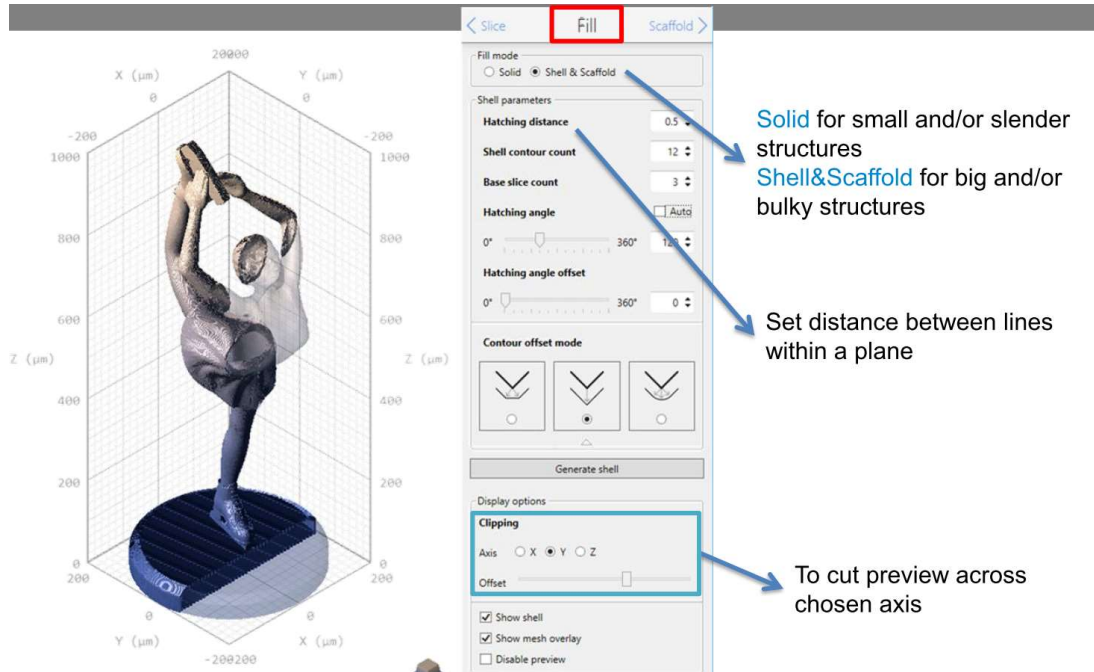 Slice
Fill
Scaffold
Fill mode
Solid Shell & Scaffold
Shell parameters
Hatching distance 0.5
Shell contour count 12
Base slice count 3
Hatching angle Auto
0° 360° 120
Hatching angle offset
0° 360° 0
Contour offset mode
Generate shell
Display options
Clipping
Axis X Y Z
Offset
Show shell
Show mesh overlay
Disable preview
Solid for small and/or slender
structures
Shell&Scaffold for big and/or
bulky structures
Set distance between lines
within a plane
To cut preview across
chosen axis
20000
X (μm) Y (μm)
0 0
-200 -200
1000 1000
800 800
600 600
Z (μm) Z (μm)
400 400
200 200
0 0
200 200
0 0
Y (μm) X (μm)
-200200